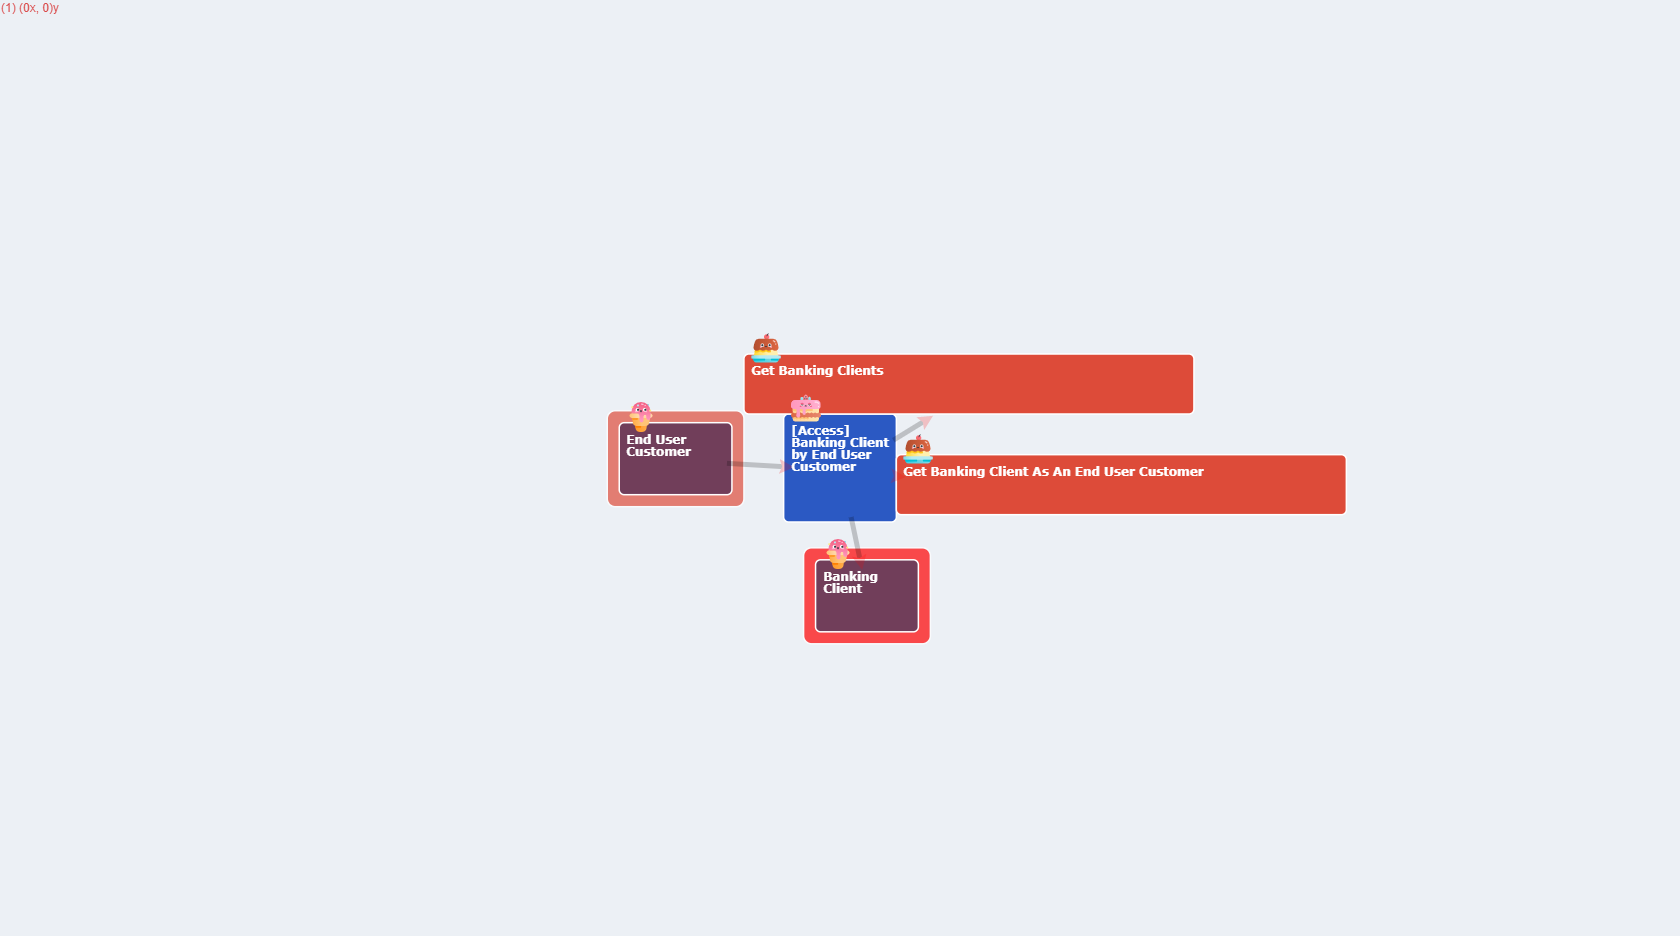 (1) (0x, 0)y
Get Banking Clients
End User
Customer
[Access]
Banking Client
by End User
Customer
Get Banking Client As An End User Customer
Banking
Client